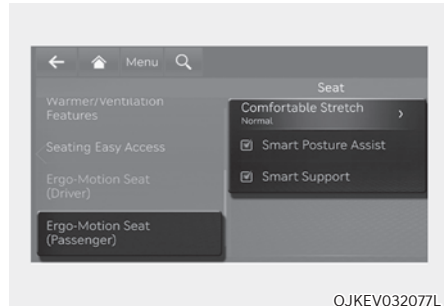 Menu
Seat
Warmer/Ventilation
Features
Seating Easy Access
Ergo-Motion Seat
(Driver)
Ergo-Motion Seat
(Passenger)
Comfortable Stretch
Normal
Smart Posture Assist
Smart Support
OJKEV032077L